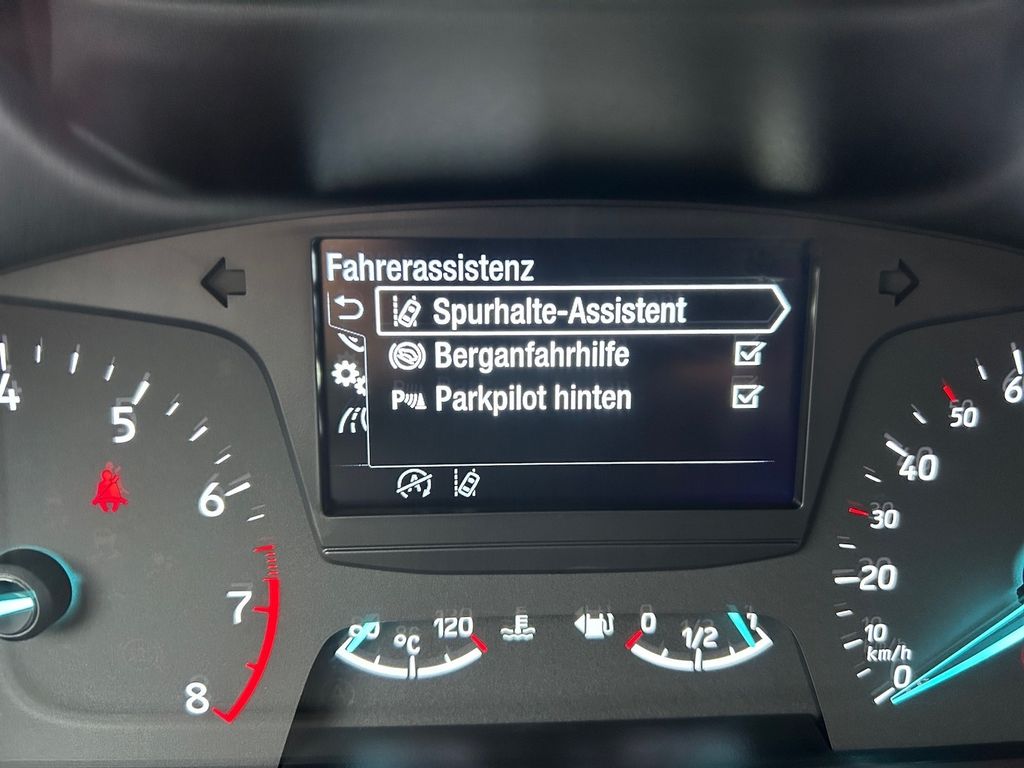 Fahrerassistenz
Spurhalte-Assistent
Berganfahrhilfe
Parkpilot hinten
4
5
6
7
8
°C
120
0
1/2
1
60
50
40
30
20
10
km/h
0